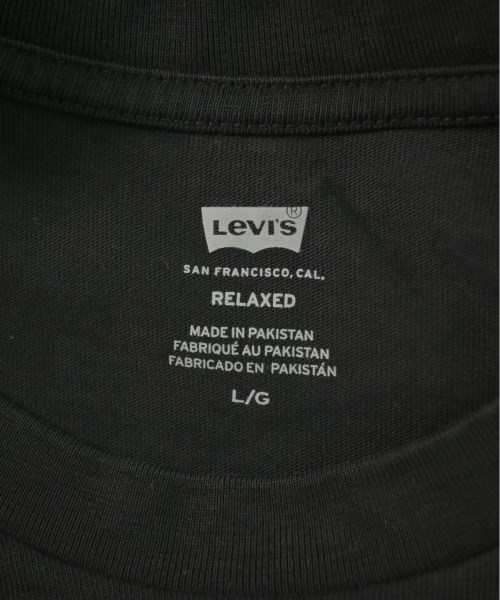 LEVI'S®
SAN FRANCISCO, CAL.
RELAXED
MADE IN PAKISTAN
FABRIQUÉ AU PAKISTAN
FABRICADO EN PAKISTÁN
L/G